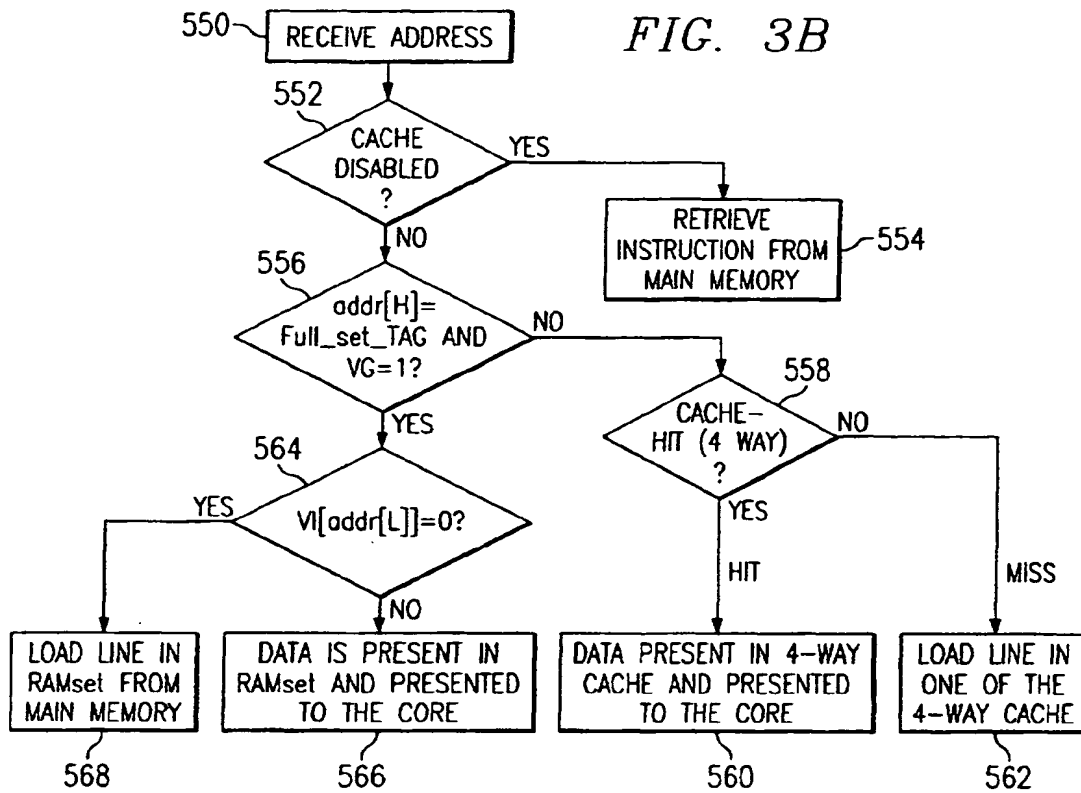 FIG. 3B
550
RECEIVE ADDRESS
552
CACHE
DISABLED
?
YES
NO
RETRIEVE
INSTRUCTION FROM
MAIN MEMORY
554
556
addr[H]=
Full_set_TAG AND
VG=1?
NO
YES
558
CACHE-
HIT (4 WAY)
?
NO
YES
564
VI[addr[L]]=0?
YES
NO
HIT
MISS
LOAD LINE IN
RAMset FROM
MAIN MEMORY
568
DATA IS PRESENT IN
RAMset AND PRESENTED
TO THE CORE
566
DATA PRESENT IN 4-WAY
CACHE AND PRESENTED
TO THE CORE
560
LOAD LINE IN
ONE OF THE
4-WAY CACHE
562